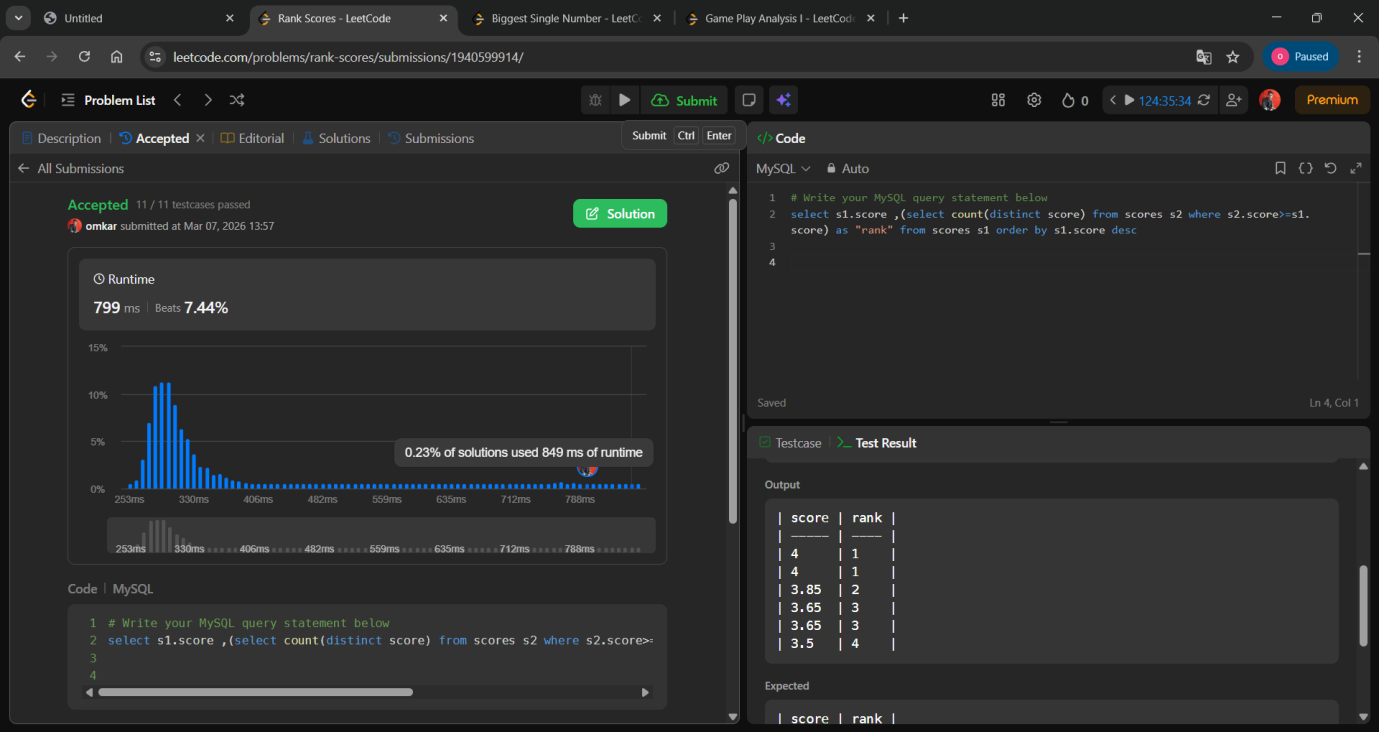 Untitled
Rank Scores - LeetCode
Biggest Single Number - LeetC
Game Play Analysis I - LeetCode
leetcode.com/problems/rank-scores/submissions/1940599914/
O Paused
Problem List
Submit
0
124:35:34
Premium
Description
Accepted
Editorial
Solutions
Submissions
Submit Ctrl Enter
All Submissions
Accepted 11 / 11 testcases passed
omkar submitted at Mar 07, 2026 13:57
Solution
Runtime
799 ms Beats 7.44%
15%
10%
5%
0%
0.23% of solutions used 849 ms of runtime
253ms 330ms 406ms 482ms 559ms 635ms 712ms 788ms
253ms 330ms 406ms 482ms 559ms 635ms 712ms 788ms
Code | MySQL
1 # Write your MySQL query statement below
2 select s1.score ,(select count(distinct score) from scores s2 where s2.score>=
3
4
</> Code
MySQL Auto
1 # Write your MySQL query statement below
2 select s1.score ,(select count(distinct score) from scores s2 where s2.score>=s1.
score) as "rank" from scores s1 order by s1.score desc
3
4
Saved
Ln 4, Col 1
Testcase
>_ Test Result
Output
| score | rank |
| ----- | ---- |
| 4 | 1 |
| 4 | 1 |
| 3.85 | 2 |
| 3.65 | 3 |
| 3.65 | 3 |
| 3.5 | 4 |
Expected
| score | rank |